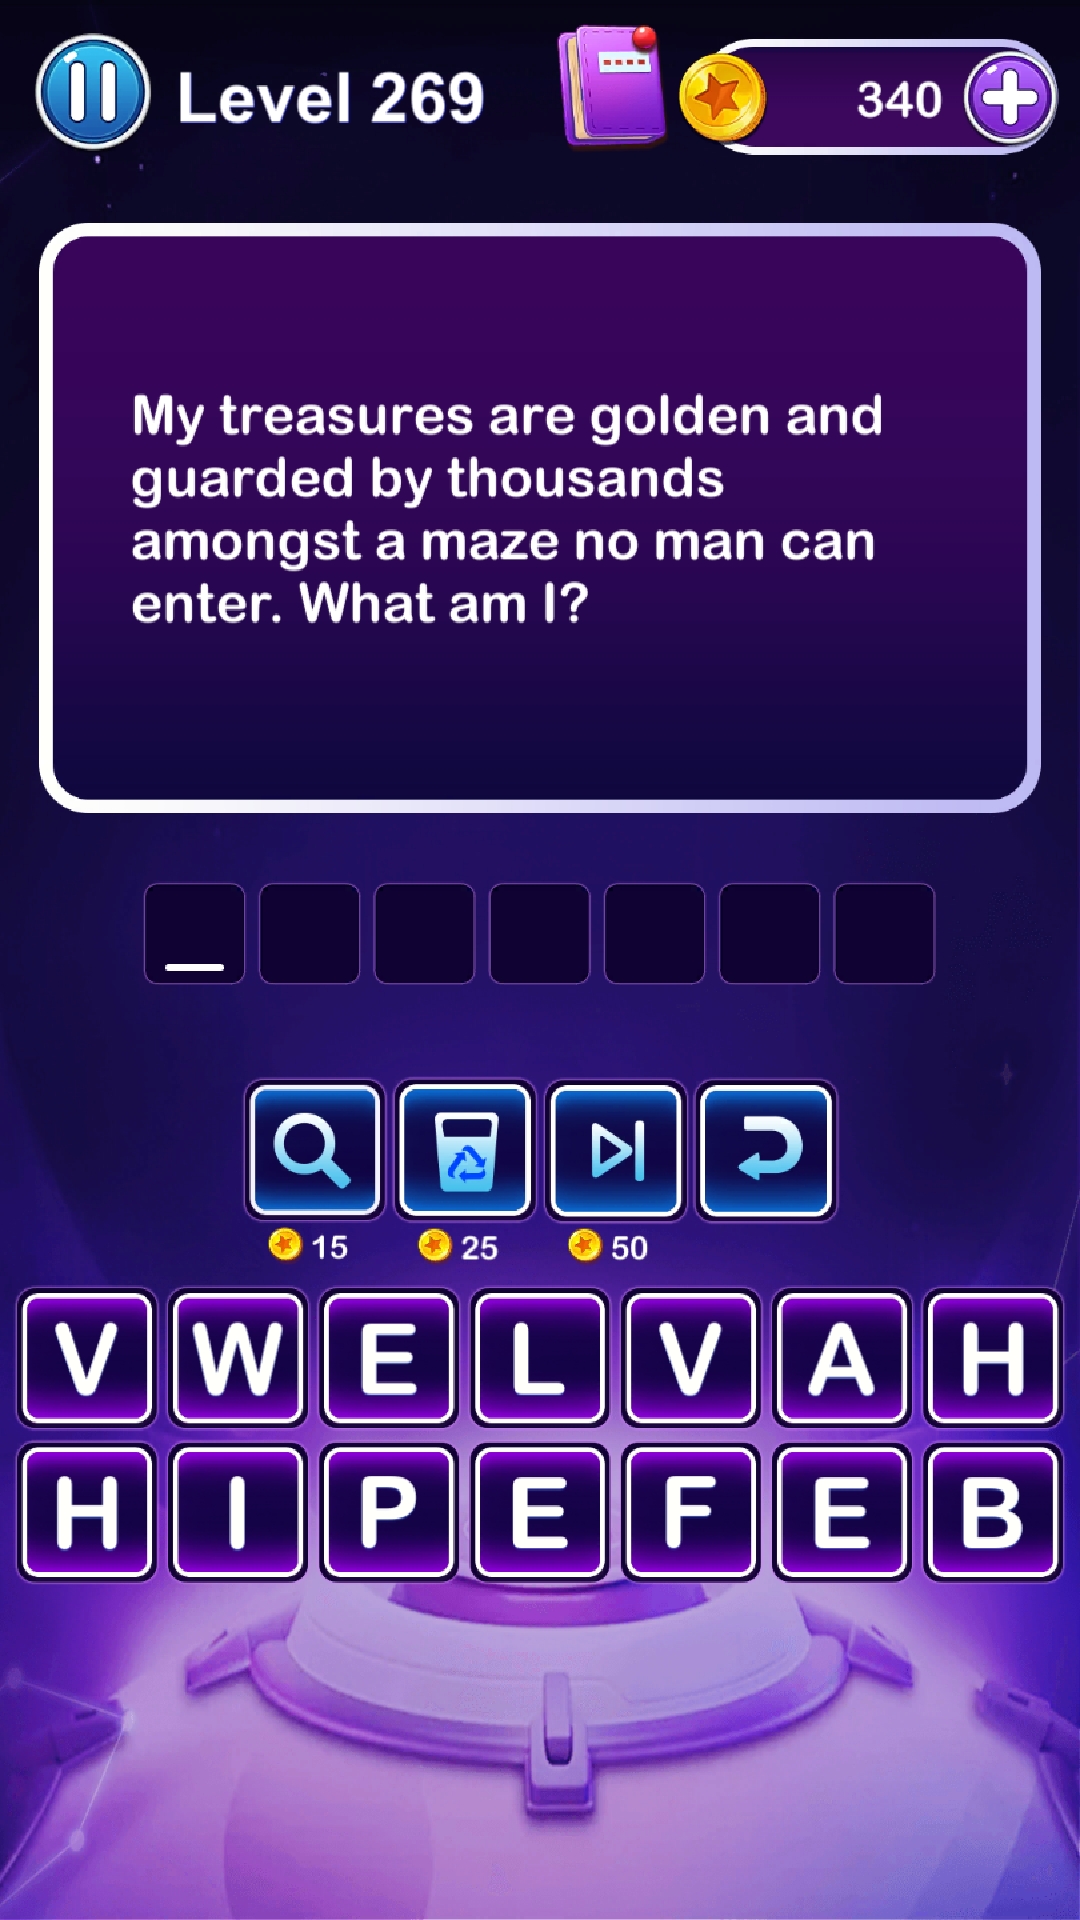 Level 269
340
My treasures are golden and
guarded by thousands
amongst a maze no man can
enter. What am I?
15 25 50
V W E L V A H
H I P E F E B